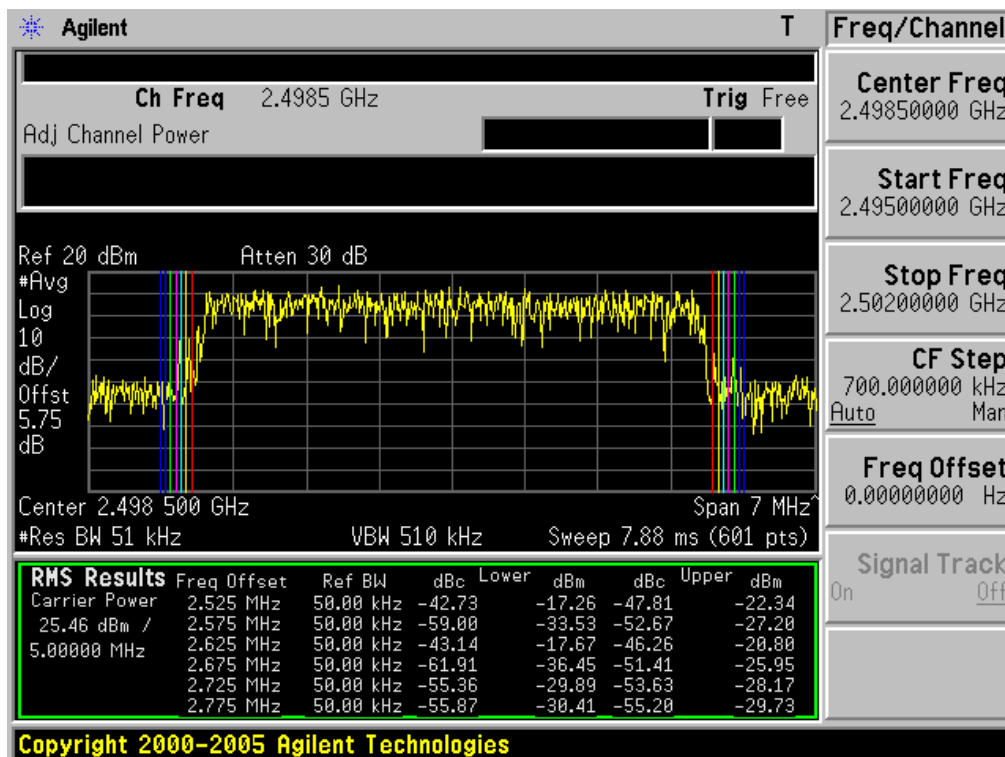 Agilent
T
Freq/Channel
Ch Freq 2.4985 GHz
Trig Free
Adj Channel Power
Center Freq
2.49850000 GHz
Start Freq
2.49500000 GHz
Stop Freq
2.50200000 GHz
CF Step
700.000000 kHz
Auto Man
Freq Offset
0.00000000 Hz
Signal Track
On Off
Ref 20 dBm
Atten 30 dB
#Avg
Log
10
dB/
Offst
5.75
dB
Center 2.498 500 GHz
Span 7 MHz^
#Res BW 51 kHz
VBW 510 kHz
Sweep 7.88 ms (601 pts)
RMS Results Freq Offset Ref BW dBc Lower dBm dBc Upper dBm
Carrier Power 2.525 MHz 50.00 kHz -42.73 -17.26 -47.81 -22.34
25.46 dBm / 2.575 MHz 50.00 kHz -59.00 -33.53 -52.67 -27.20
5.00000 MHz 2.625 MHz 50.00 kHz -43.14 -17.67 -46.26 -20.80
2.675 MHz 50.00 kHz -61.91 -36.45 -51.41 -25.95
2.725 MHz 50.00 kHz -55.36 -29.89 -53.63 -28.17
2.775 MHz 50.00 kHz -55.87 -30.41 -55.20 -29.73
Copyright 2000-2005 Agilent Technologies